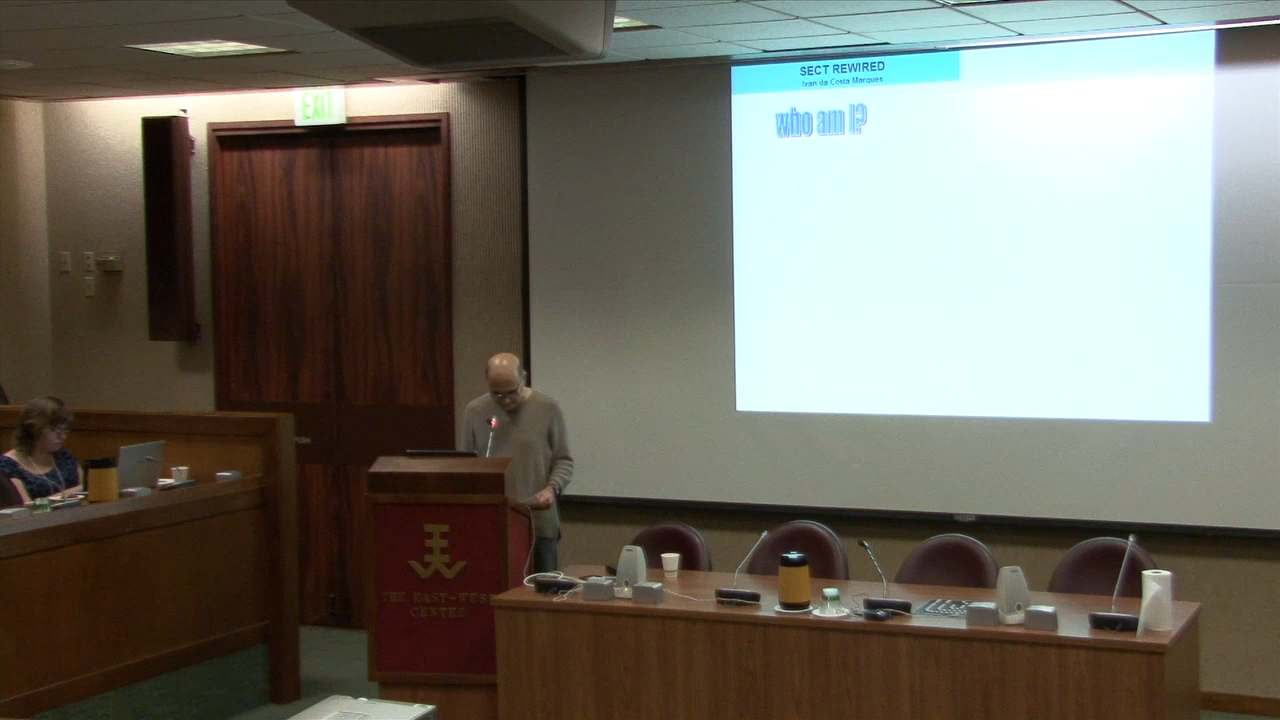 EXIT
SECT REWIRED
Ivan da Costa Marques
who am I?
THE EAST-WEST
CENTER